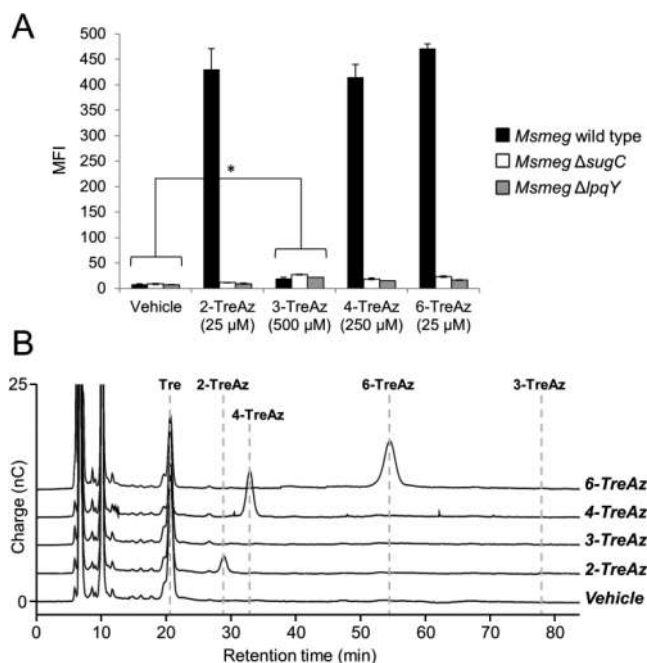 A
500
450
400
350
300
250
200
150
100
50
0
MFI
*
Msmeg wild type
Msmeg ΔsugC
Msmeg ΔlpqY
Vehicle 2-TreAz 3-TreAz 4-TreAz 6-TreAz
(25 µM) (500 µM) (250 µM) (25 µM)
B
25
Tre 2-TreAz 6-TreAz 3-TreAz
4-TreAz
Charge (nC)
6-TreAz
4-TreAz
3-TreAz
2-TreAz
Vehicle
0
0 10 20 30 40 50 60 70 80
Retention time (min)